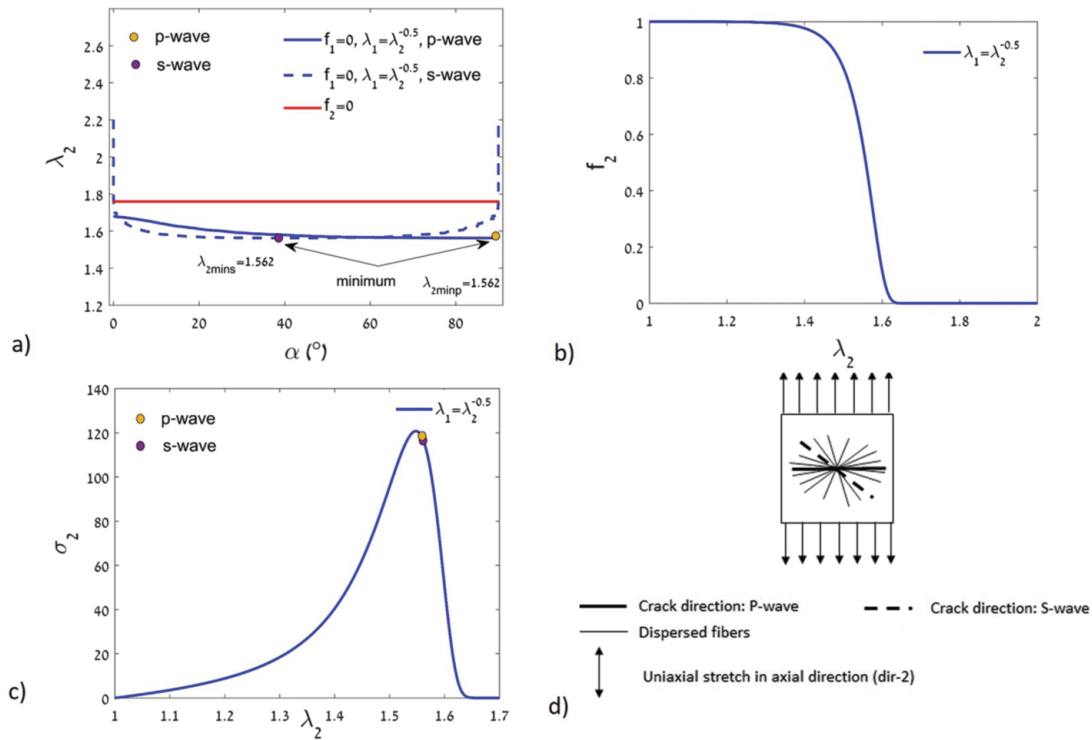 a)
2.6
2.4
2.2
2
1.8
1.6
1.4
1.2
λ2
p-wave
s-wave
f1=0, λ1=λ2^-0.5, p-wave
f1=0, λ1=λ2^-0.5, s-wave
f2=0
λ2mins=1.562
minimum
λ2minp=1.562
0 20 40 60 80
α (°)
b)
1
0.8
0.6
0.4
0.2
0
f2
λ1=λ2^-0.5
1 1.2 1.4 1.6 1.8 2
λ2
c)
140
120
100
80
60
40
20
0
σ2
p-wave
s-wave
λ1=λ2^-0.5
1 1.1 1.2 1.3 1.4 1.5 1.6 1.7
λ2
d)
Crack direction: P-wave
Crack direction: S-wave
Dispersed fibers
Uniaxial stretch in axial direction (dir-2)